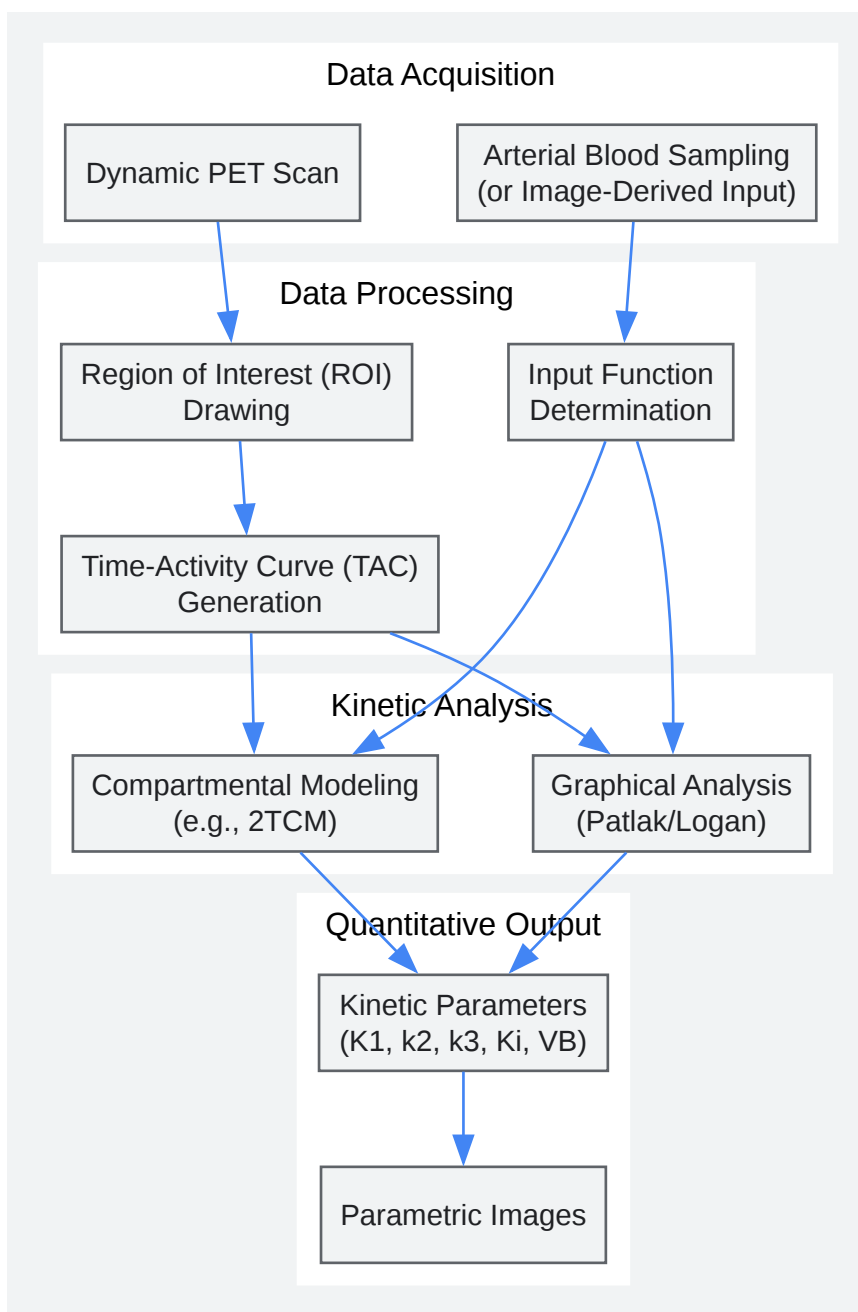 Data Acquisition
Dynamic PET Scan
Arterial Blood Sampling
(or Image-Derived Input)
Data Processing
Region of Interest (ROI)
Drawing
Input Function
Determination
Time-Activity Curve (TAC)
Generation
Kinetic Analysis
Compartmental Modeling
(e.g., 2TCM)
Graphical Analysis
(Patlak/Logan)
Quantitative Output
Kinetic Parameters
(K1, k2, k3, Ki, VB)
Parametric Images